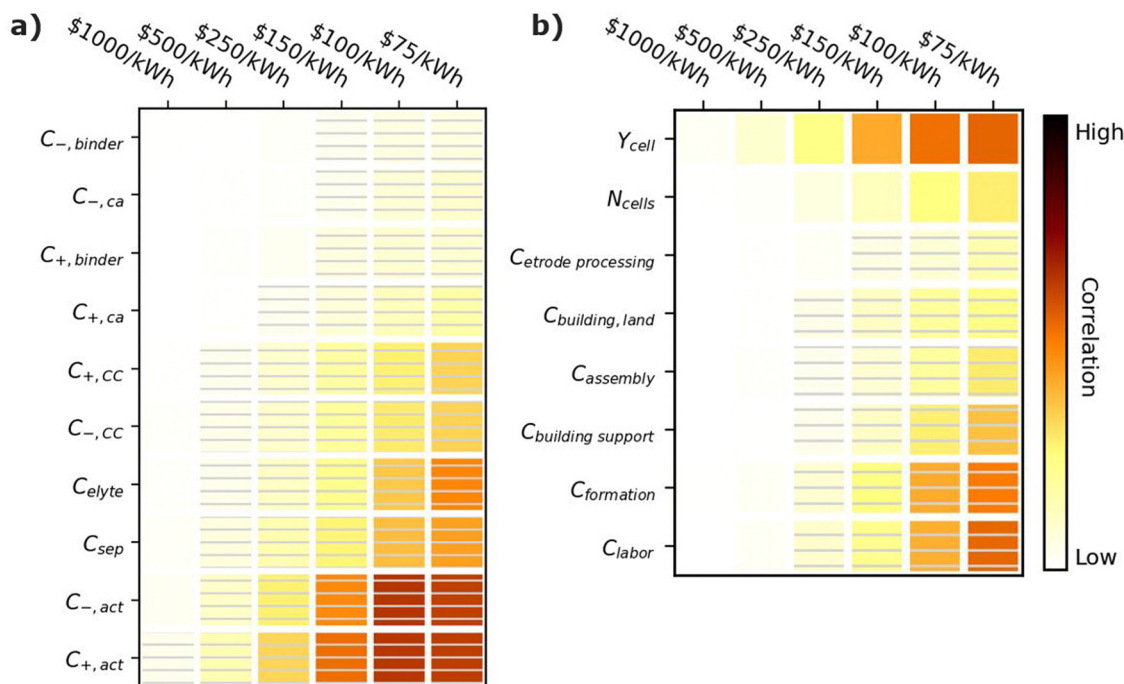 a)
$1000/kWh
$500/kWh
$250/kWh
$150/kWh
$100/kWh
$75/kWh
C−, binder
C−, ca
C+, binder
C+, ca
C+, CC
C−, CC
Celyte
Csep
C−, act
C+, act
b)
$1000/kWh
$500/kWh
$250/kWh
$150/kWh
$100/kWh
$75/kWh
Ycell
Ncells
Cetrode processing
Cbuilding, land
Cassembly
Cbuilding support
Cformation
Clabor
High
Correlation
Low